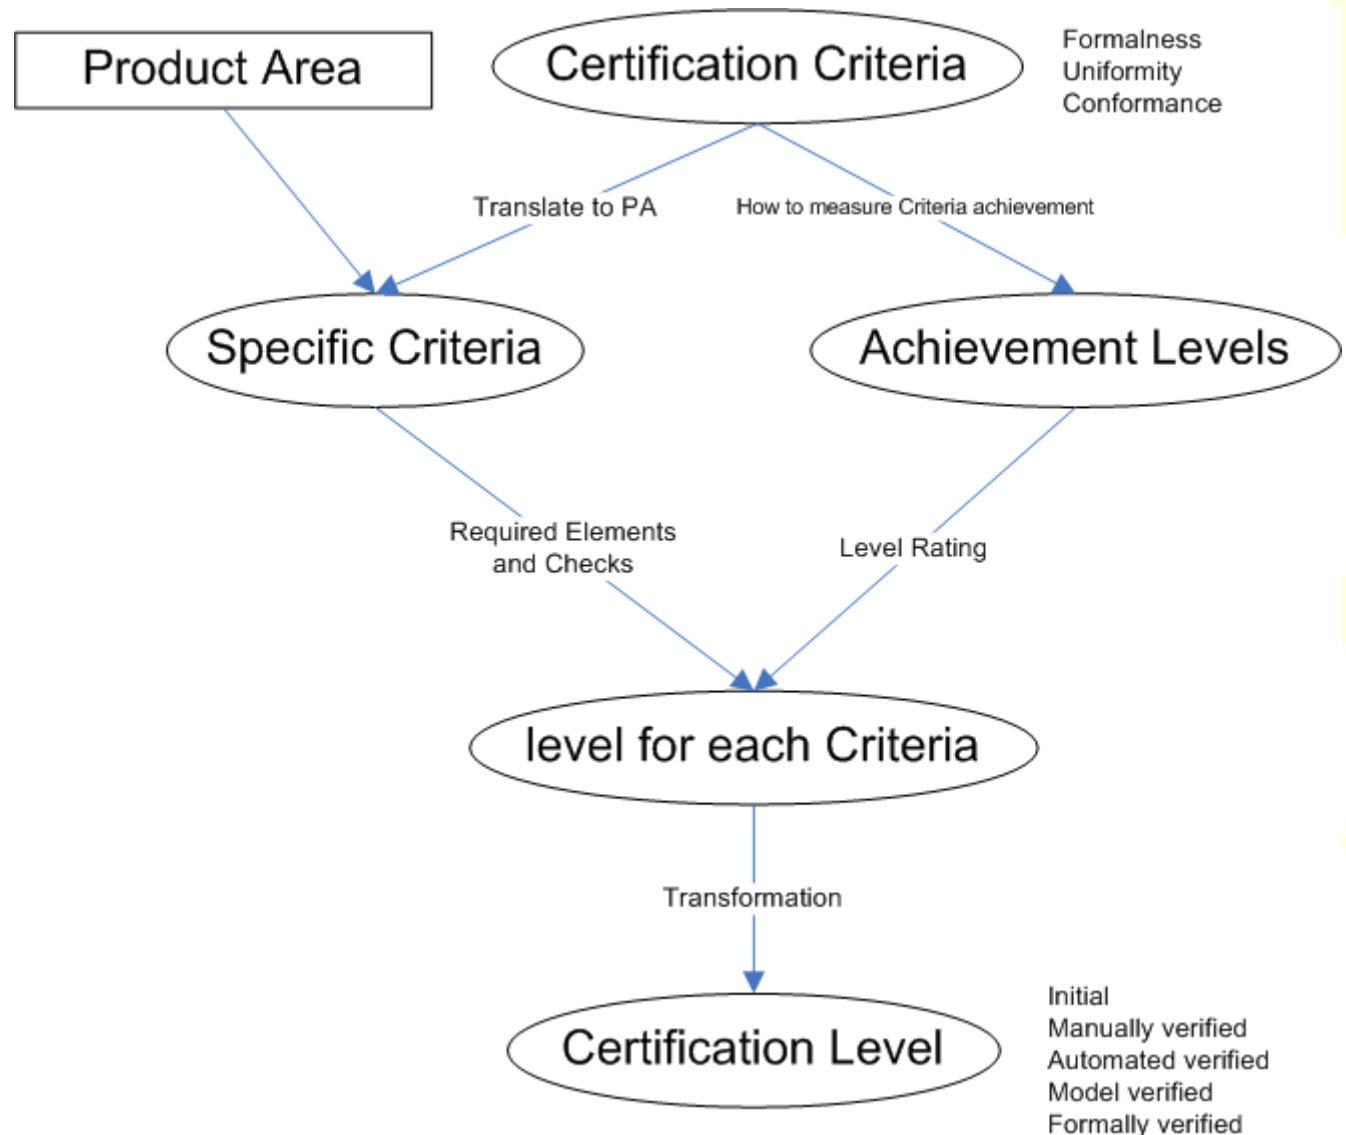 Product Area
Certification Criteria
Formalness
Uniformity
Conformance
Translate to PA
How to measure Criteria achievement
Specific Criteria
Achievement Levels
Required Elements
and Checks
Level Rating
level for each Criteria
Transformation
Certification Level
Initial
Manually verified
Automated verified
Model verified
Formally verified